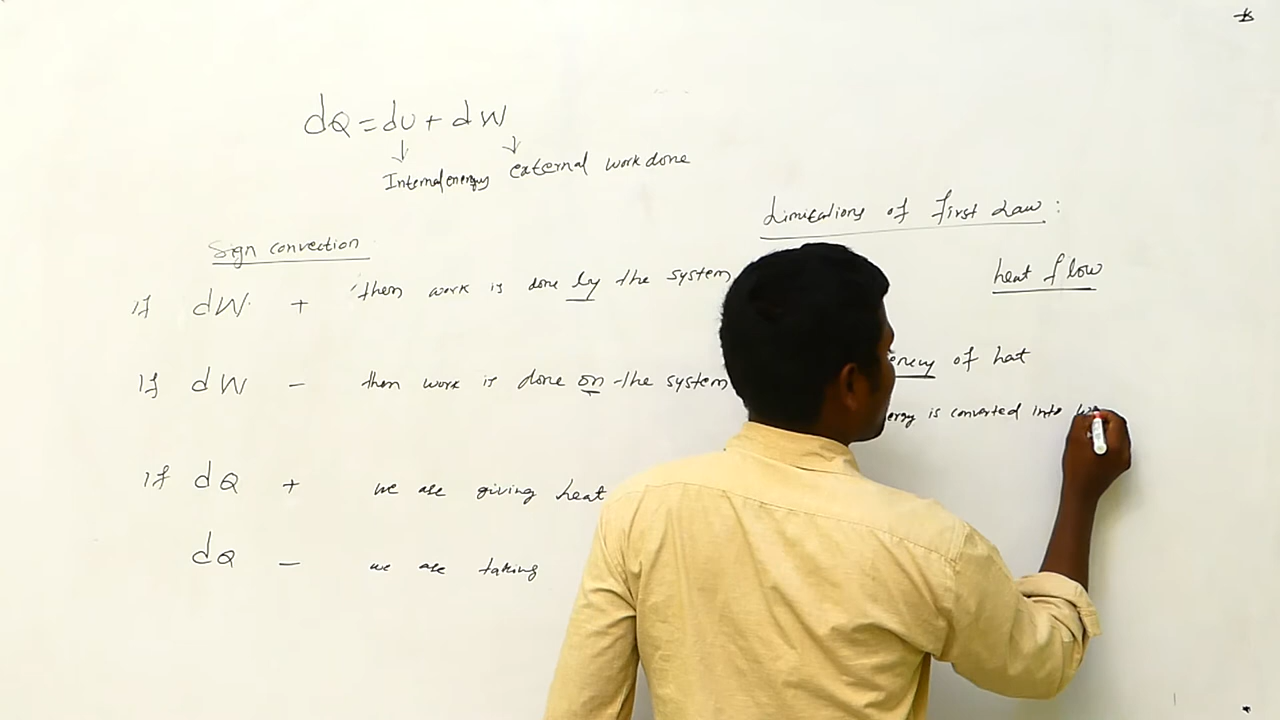 dQ = dU + dW
↓ ↓
Internal energy external work done
Sign convection
if dW + then work is done by the system
if dW - then work is done on the system
if dQ + we are giving heat
dQ - we are taking
Limitations of first Law :
heat flow
of hat
is converted into